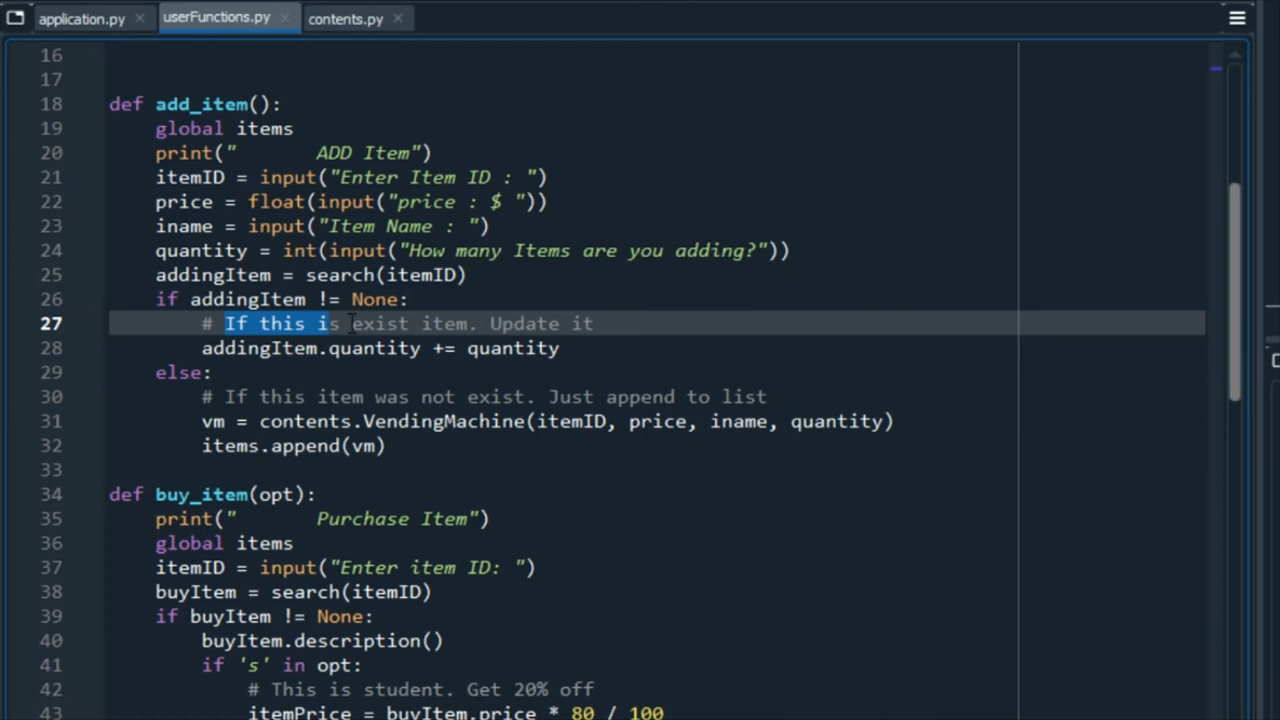 application.py userFunctions.py contents.py
16
17
18 def add_item():
19 global items
20 print("       ADD Item")
21 itemID = input("Enter Item ID : ")
22 price = float(input("price : $ "))
23 iname = input("Item Name : ")
24 quantity = int(input("How many Items are you adding?"))
25 addingItem = search(itemID)
26 if addingItem != None:
27 # If this is exist item. Update it
28 addingItem.quantity += quantity
29 else:
30 # If this item was not exist. Just append to list
31 vm = contents.VendingMachine(itemID, price, iname, quantity)
32 items.append(vm)
33
34 def buy_item(opt):
35 print("       Purchase Item")
36 global items
37 itemID = input("Enter item ID: ")
38 buyItem = search(itemID)
39 if buyItem != None:
40 buyItem.description()
41 if 's' in opt:
42 # This is student. Get 20% off
43 itemPrice = buyItem.price * 80 / 100